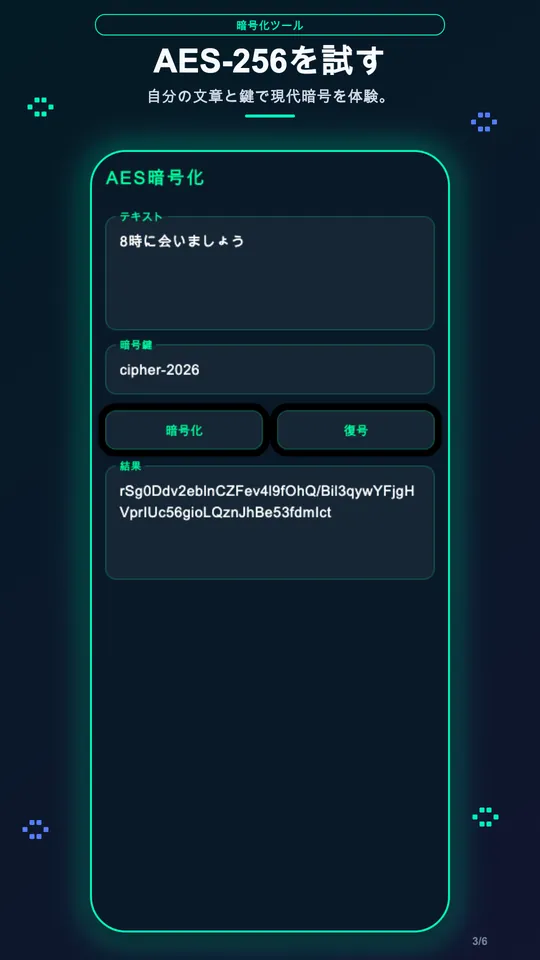 暗号化ツール
AES-256を試す
自分の文章と鍵で現代暗号を体験。
AES暗号化
テキスト
8時に会いましょう
暗号鍵
cipher-2026
暗号化
復号
結果
rSg0Ddv2ebInCZFev4I9fOhQ/BiI3qywYFjgH
VprIUc56gioLQznJhBe53fdmIct
3/6